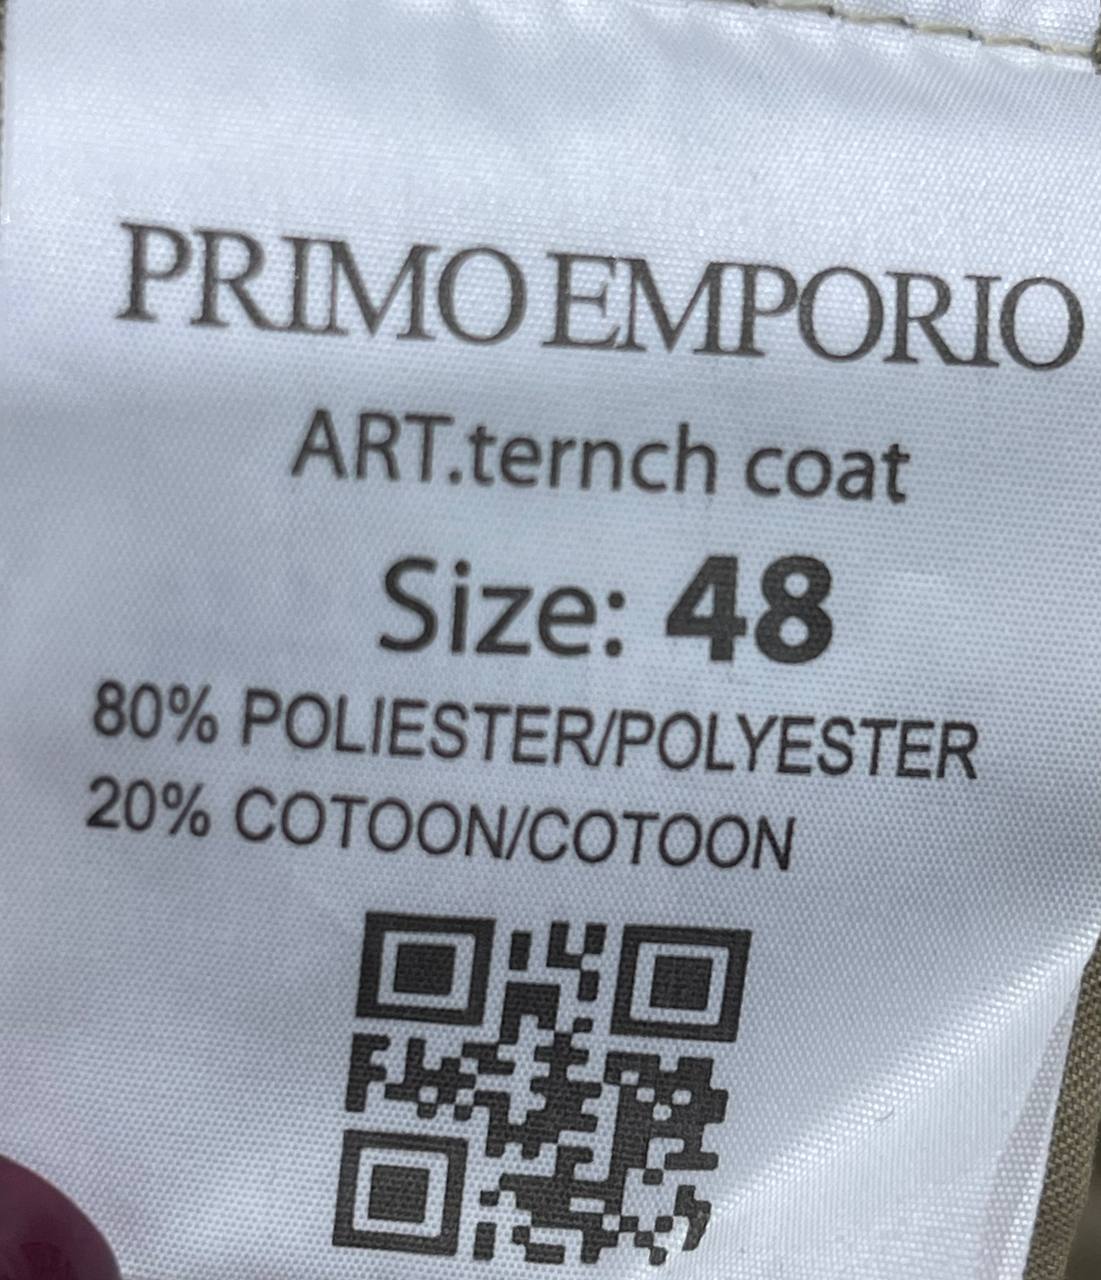 PRIMO EMPORIO
ART.ternch coat
Size: 48
80% POLIESTER/POLYESTER
20% COTOON/COTOON